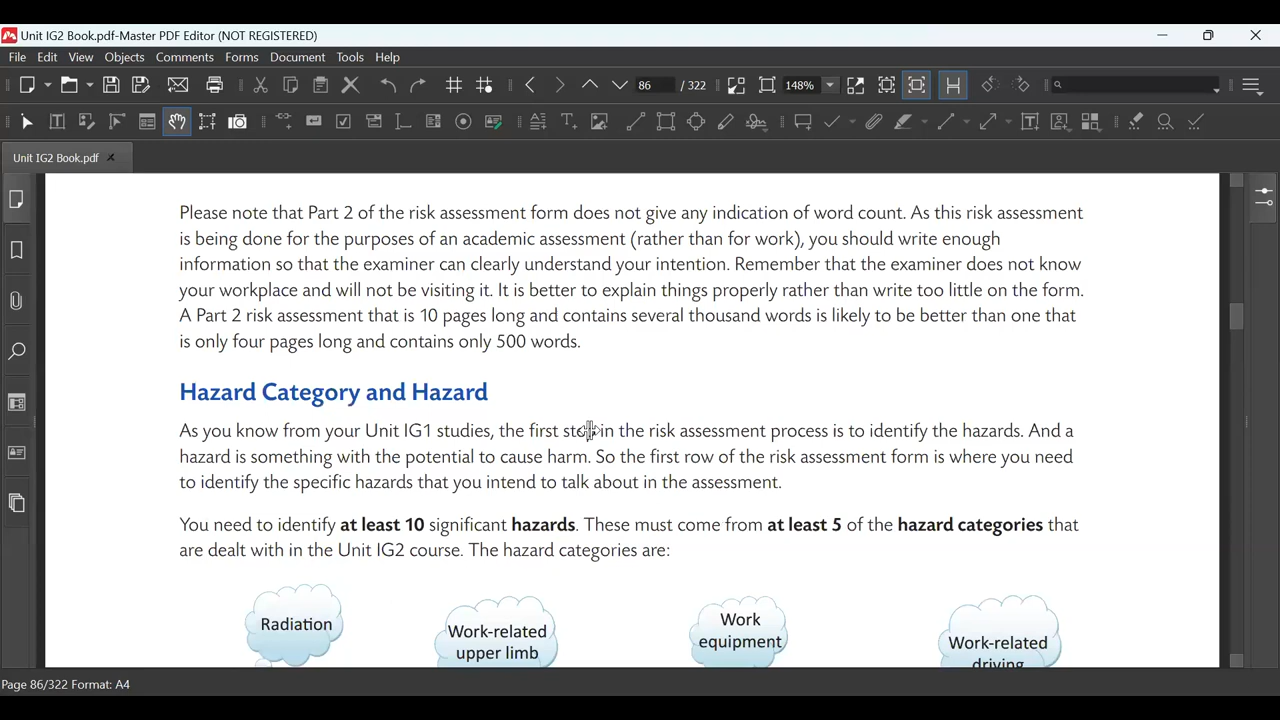 Unit IG2 Book.pdf-Master PDF Editor (NOT REGISTERED)
File Edit View Objects Comments Forms Document Tools Help
86 / 322 148%
Unit IG2 Book.pdf
Please note that Part 2 of the risk assessment form does not give any indication of word count. As this risk assessment
is being done for the purposes of an academic assessment (rather than for work), you should write enough
information so that the examiner can clearly understand your intention. Remember that the examiner does not know
your workplace and will not be visiting it. It is better to explain things properly rather than write too little on the form.
A Part 2 risk assessment that is 10 pages long and contains several thousand words is likely to be better than one that
is only four pages long and contains only 500 words.
Hazard Category and Hazard
As you know from your Unit IG1 studies, the first step in the risk assessment process is to identify the hazards. And a
hazard is something with the potential to cause harm. So the first row of the risk assessment form is where you need
to identify the specific hazards that you intend to talk about in the assessment.
You need to identify at least 10 significant hazards. These must come from at least 5 of the hazard categories that
are dealt with in the Unit IG2 course. The hazard categories are:
Radiation
Work-related
upper limb
Work
equipment
Work-related
driving
Page 86/322 Format: A4